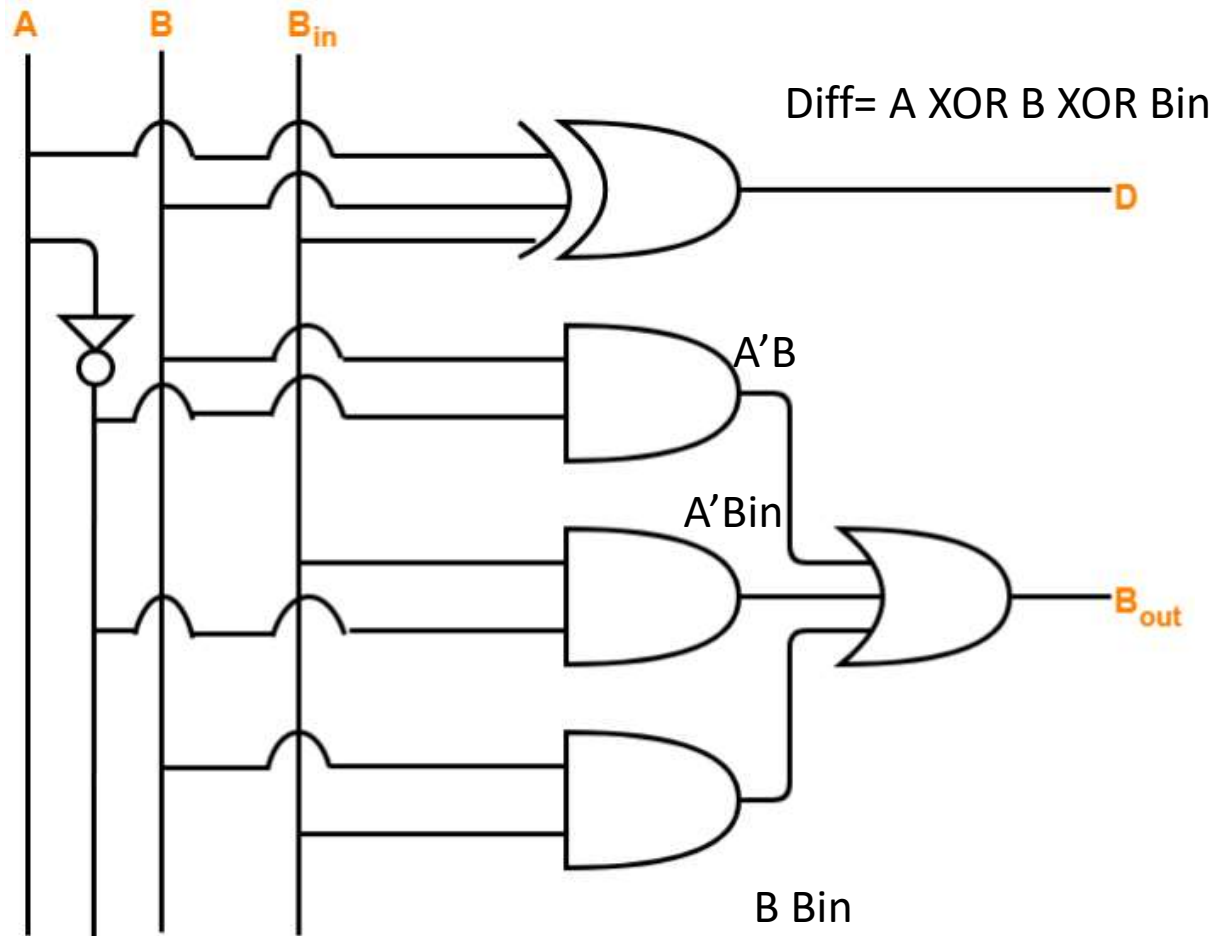 A B Bin
Diff= A XOR B XOR Bin
D
A’B
A’Bin
Bout
B Bin